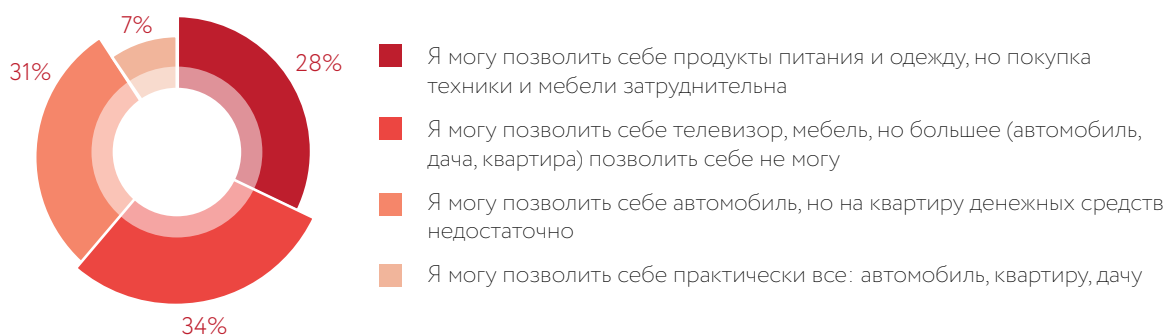 7%
28%
31%
34%
Я могу позволить себе продукты питания и одежду, но покупка
техники и мебели затруднительна
Я могу позволить себе телевизор, мебель, но большее (автомобиль,
дача, квартира) позволить себе не могу
Я могу позволить себе автомобиль, но на квартиру денежных средств
недостаточно
Я могу позволить себе практически все: автомобиль, квартиру, дачу